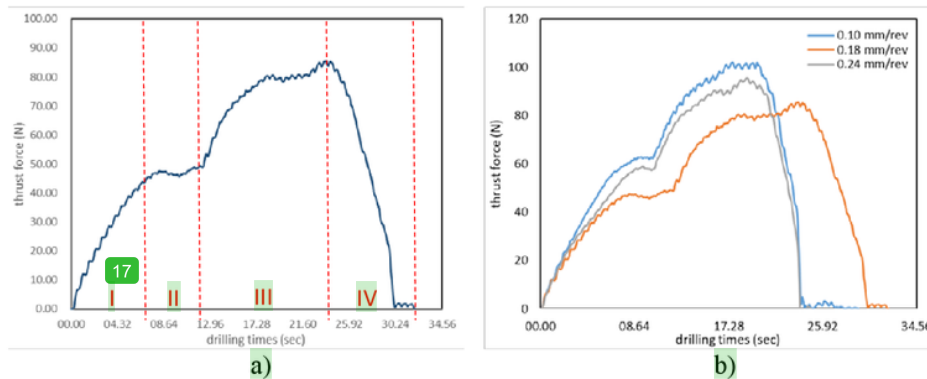 100.00
90.00
80.00
70.00
60.00
50.00
40.00
30.00
20.00
10.00
0.00
thrust force (N)
17
I II III IV
00.00 04.32 08.64 12.96 17.28 21.60 25.92 30.24 34.56
drilling times (sec)
a)
120
100
80
60
40
20
0
thrust force (N)
0.10 mm/rev
0.18 mm/rev
0.24 mm/rev
00.00 08.64 17.28 25.92 34.56
drilling times (sec)
b)